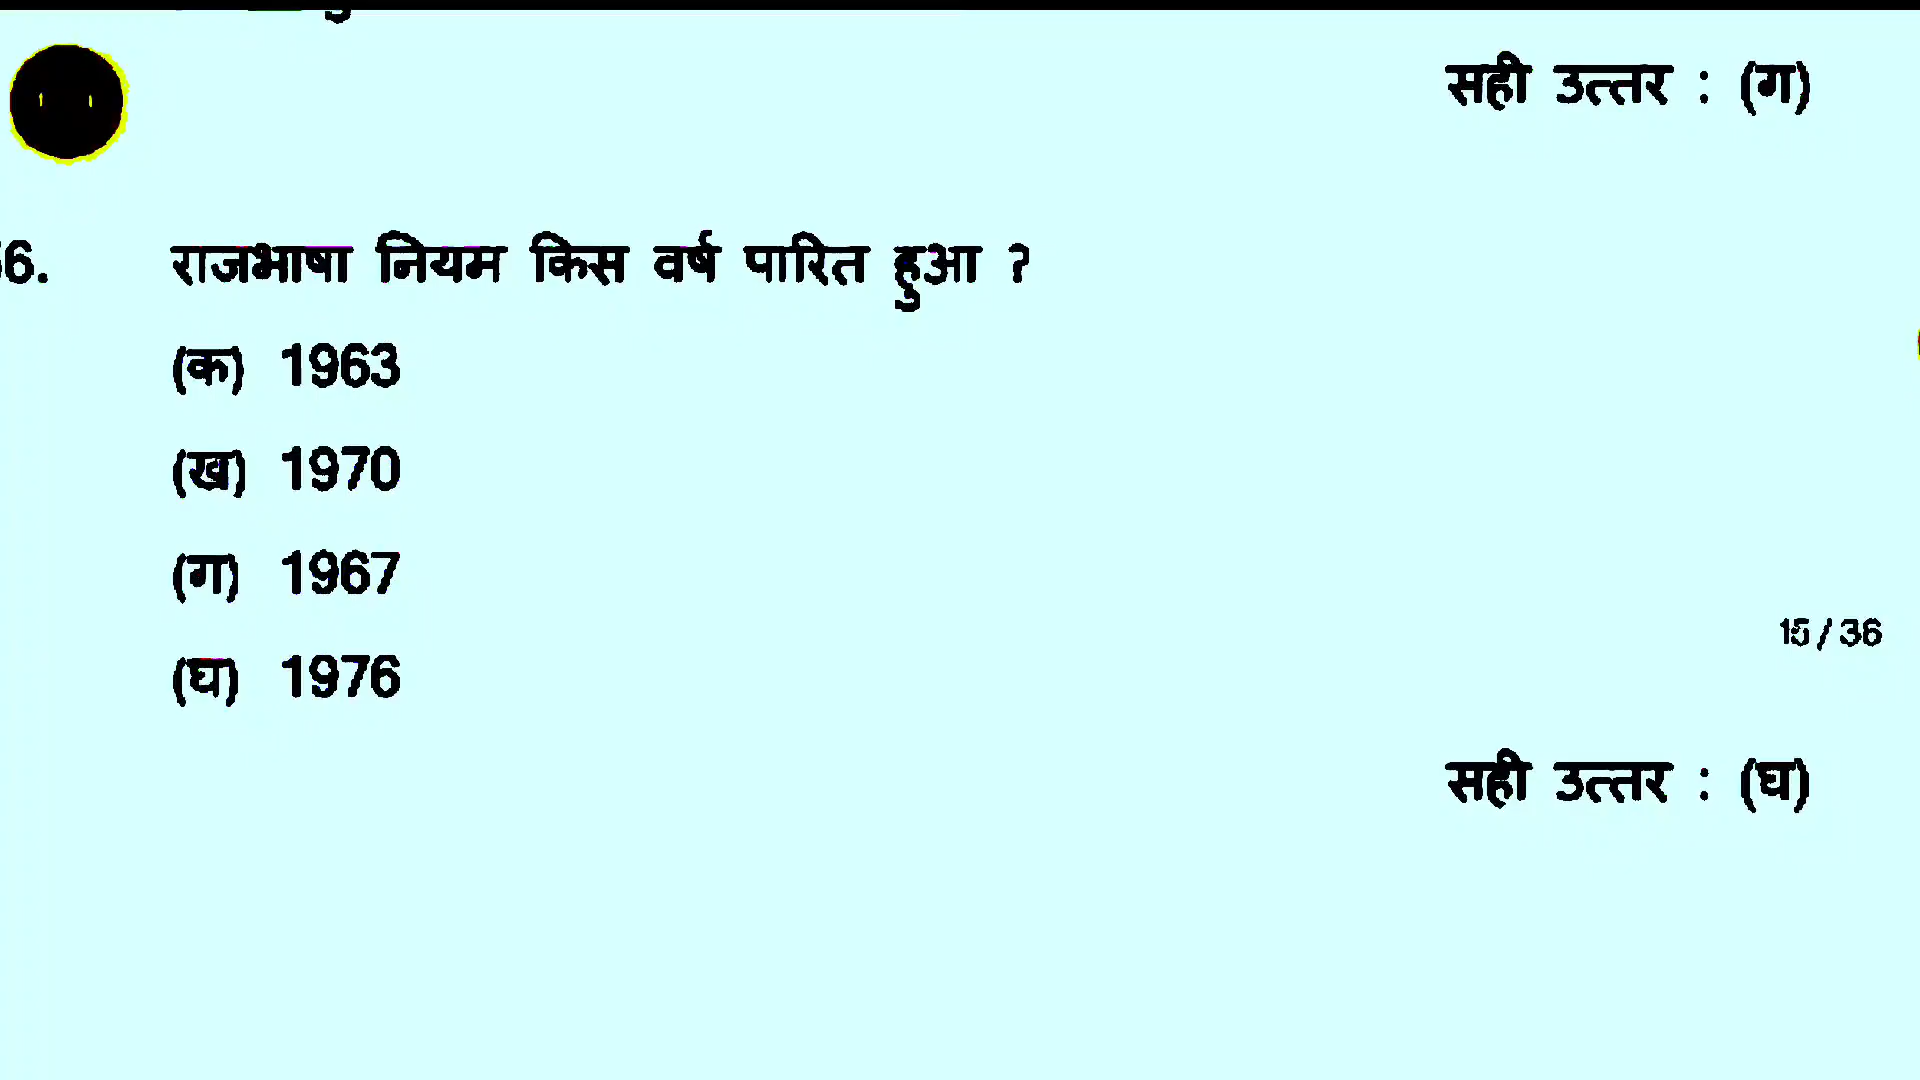 सही उत्तर : (ग)
6. राजभाषा नियम किस वर्ष पारित हुआ ?
(क) 1963
(ख) 1970
(ग) 1967
(घ) 1976
15 / 36
सही उत्तर : (घ)